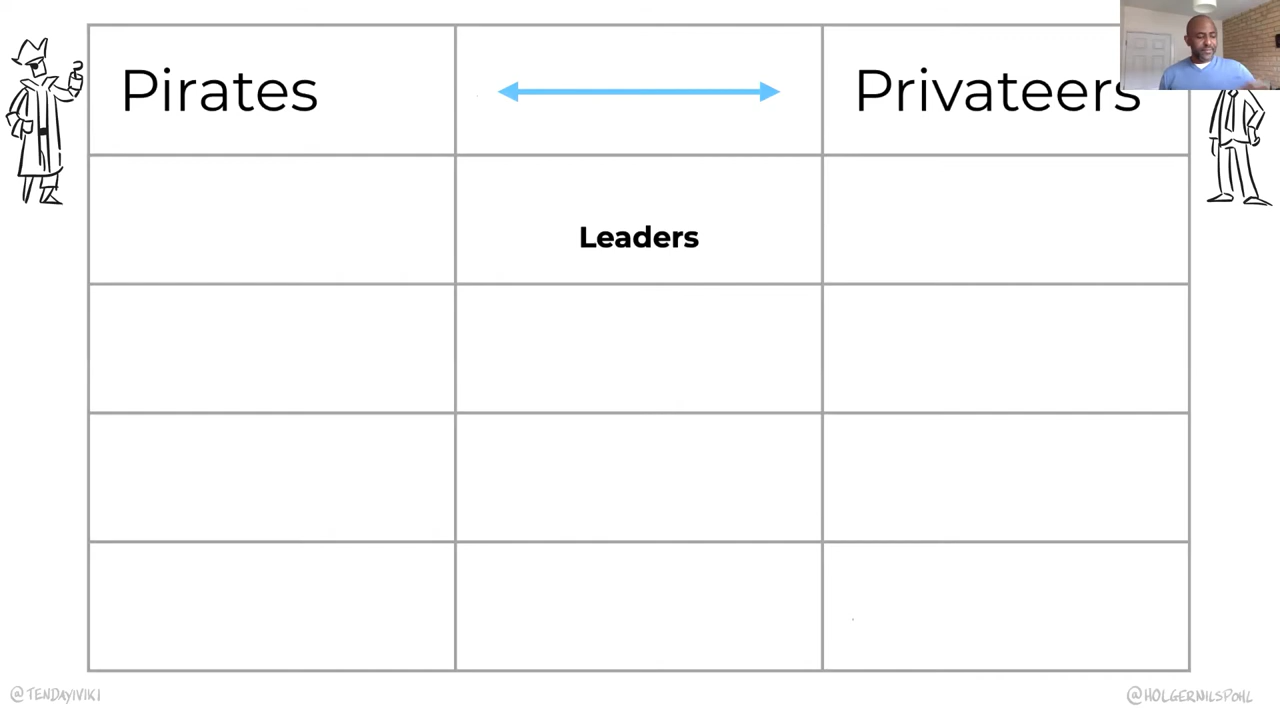 Pirates
Privateers
Leaders
@TENDAYIVIKI
@HOLGERNILSPOHL